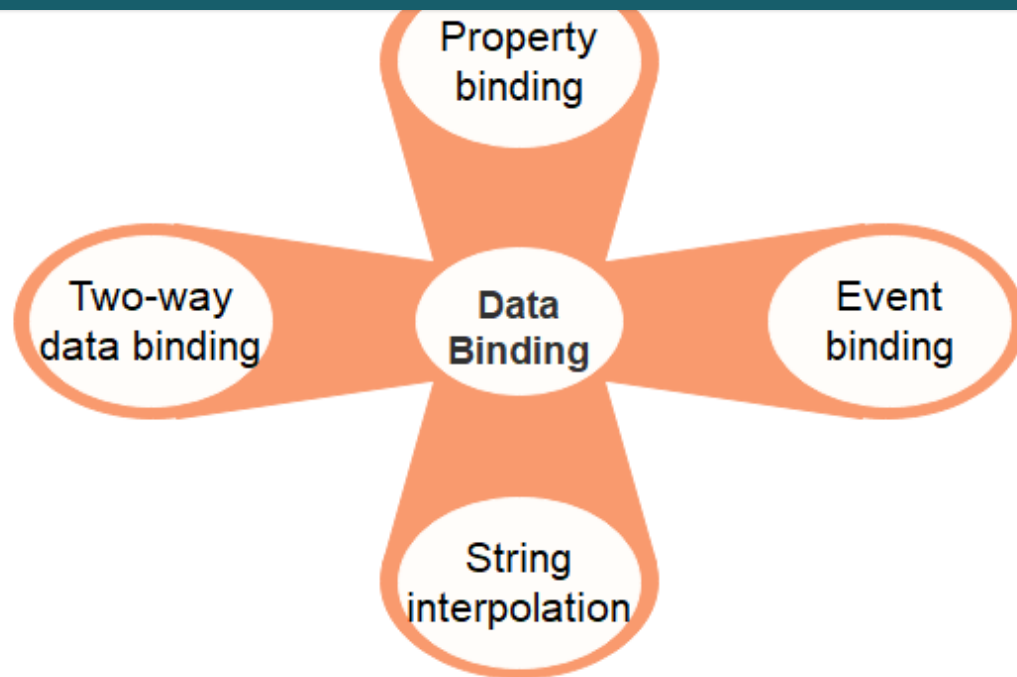 Property
binding
Two-way
data binding
Data
Binding
Event
binding
String
interpolation